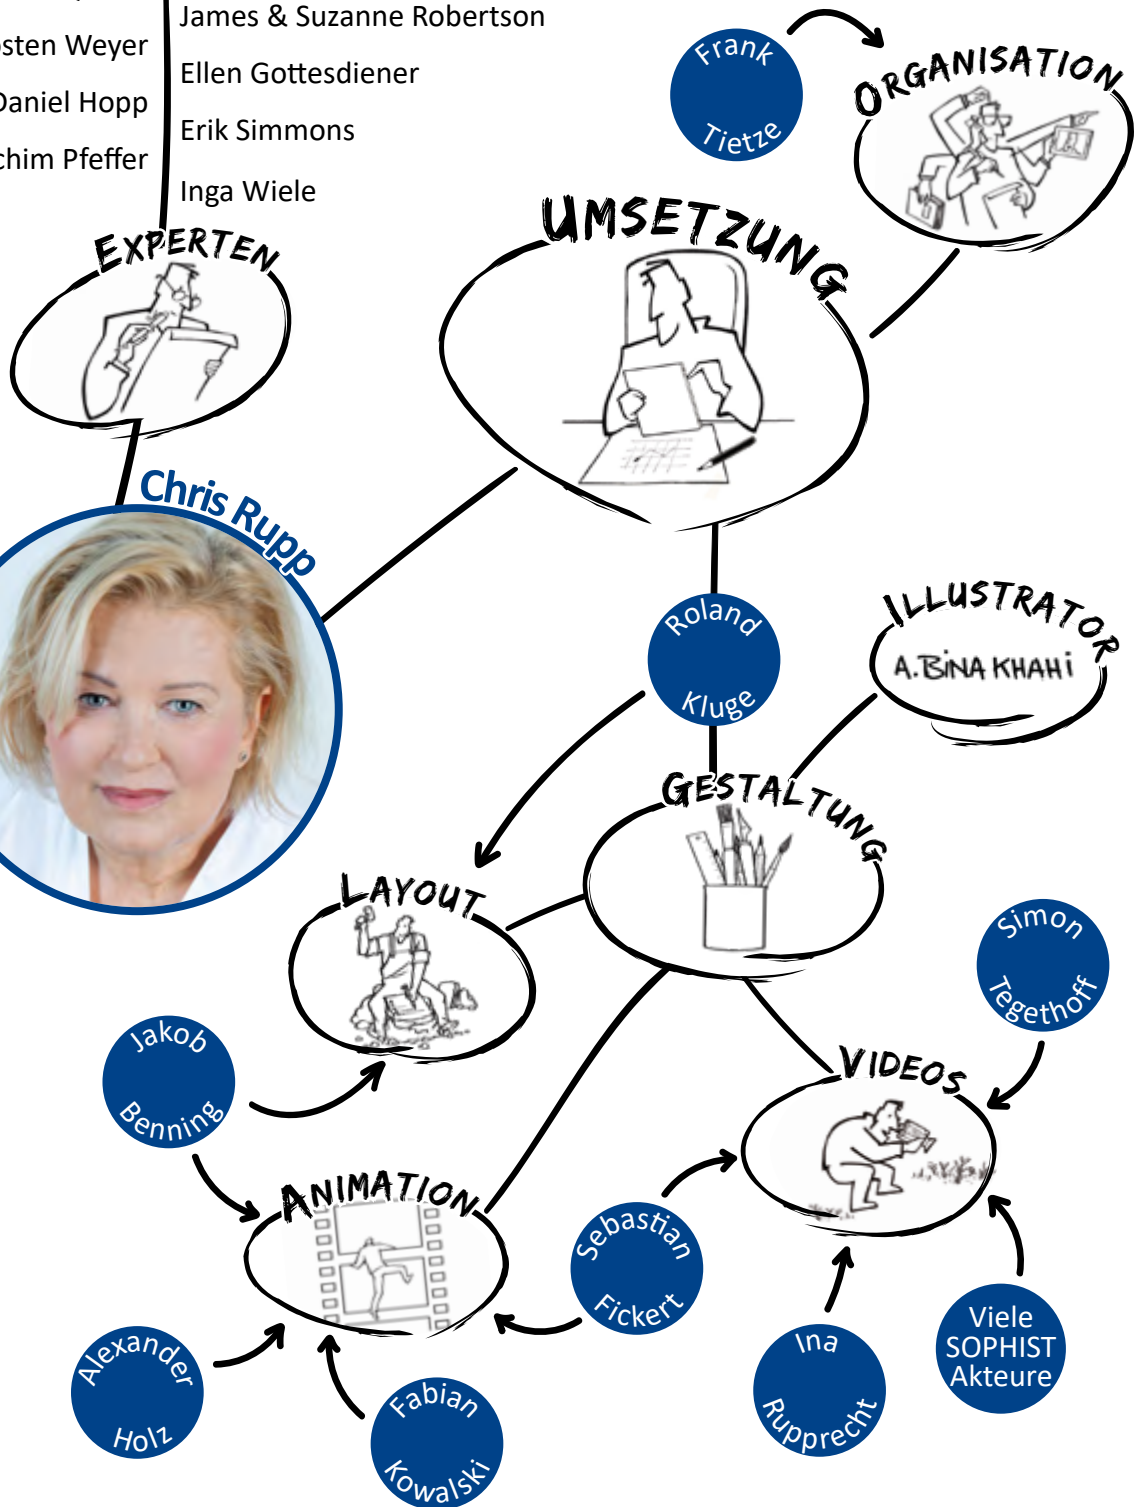 James & Suzanne Robertson
Weyer
Ellen Gottesdiener
Daniel Hopp
Erik Simmons
Pfeffer
Inga Wiele
EXPERTEN
Frank
Tietze
ORGANISATION
UMSETZUNG
Chris Rupp
Roland
Kluge
ILLUSTRATOR
A. BINA KHAHI
GESTALTUNG
LAYOUT
Simon
Tegethoff
Jakob
Benning
VIDEOS
ANIMATION
Sebastian
Fickert
Alexander
Holz
Fabian
Kowalski
Ina
Rupprecht
Viele
SOPHIST
Akteure